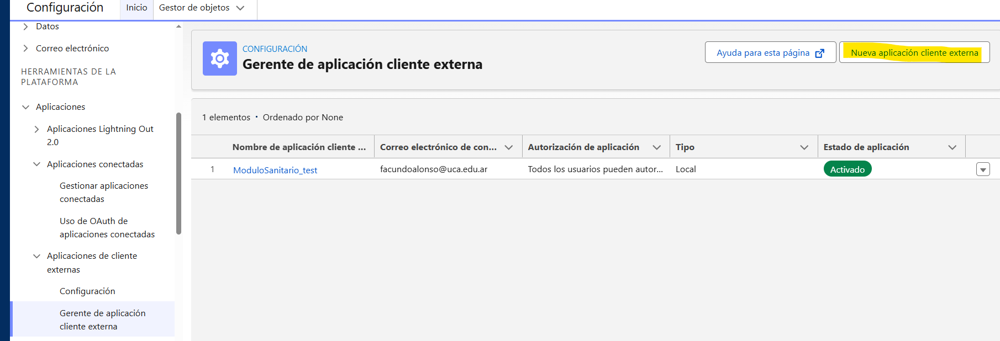 Configuración
Inicio
Gestor de objetos
Datos
Correo electrónico
HERRAMIENTAS DE LA
PLATAFORMA
Aplicaciones
Aplicaciones Lightning Out
2.0
Aplicaciones conectadas
Gestionar aplicaciones
conectadas
Uso de OAuth de
aplicaciones conectadas
Aplicaciones de cliente
externas
Configuración
Gerente de aplicación
cliente externa
CONFIGURACIÓN
Gerente de aplicación cliente externa
Ayuda para esta página
Nueva aplicación cliente externa
1 elementos • Ordenado por None
Nombre de aplicación cliente ...
Correo electrónico de con...
Autorización de aplicación
Tipo
Estado de aplicación
1
ModuloSanitario_test
facundoalonso@uca.edu.ar
Todos los usuarios pueden autor...
Local
Activado